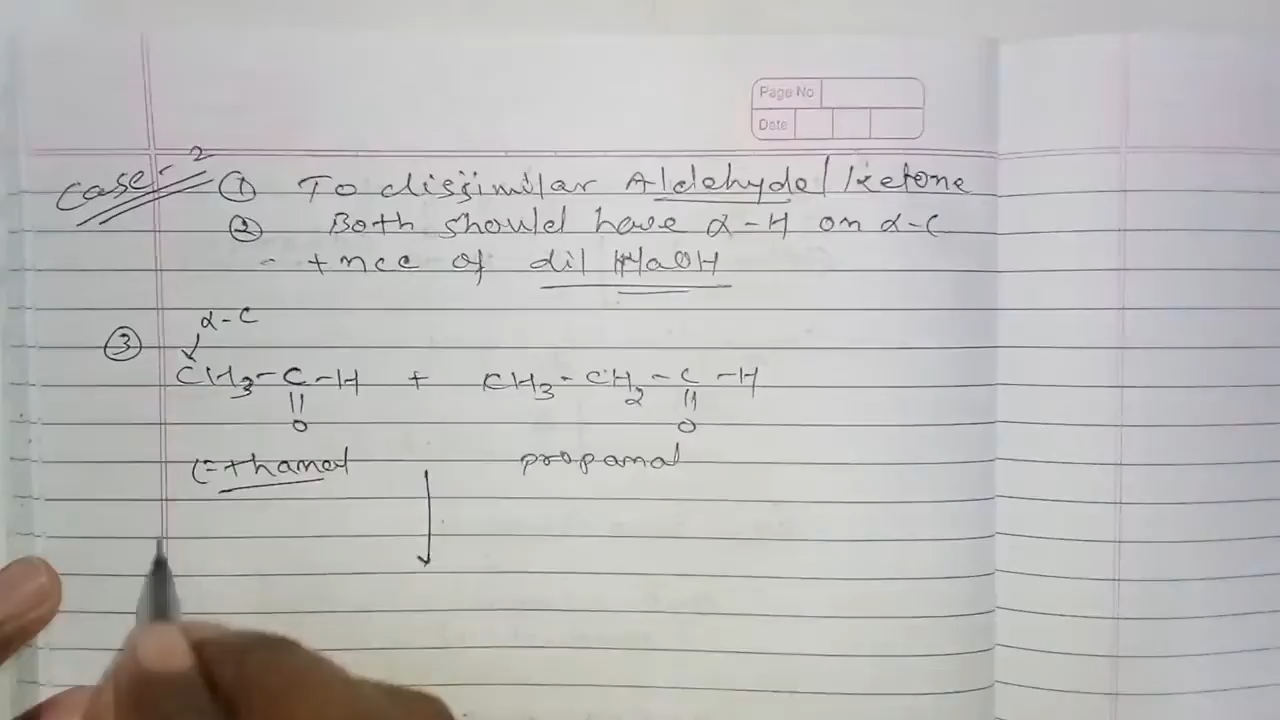 Page No
Date
Case-2 ① To dissimilar Aldehyde/ketone
② Both should have α-H on α-C
- +nce of dil NaOH
α-C
③ CH3-C-H + CH3-CH2-C-H
|| ||
O O
Ethanal propanal